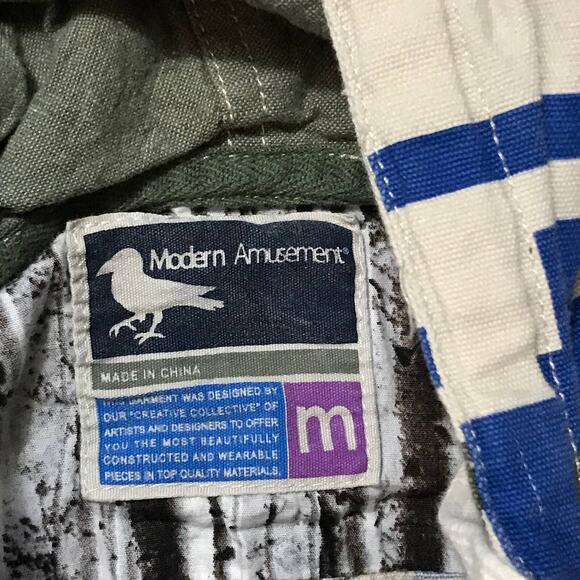 Modern Amusement®
MADE IN CHINA
THIS GARMENT WAS DESIGNED BY
OUR "CREATIVE COLLECTIVE" OF
ARTISTS AND DESIGNERS TO OFFER
YOU THE MOST BEAUTIFULLY
CONSTRUCTED AND WEARABLE
PIECES IN TOP QUALITY MATERIALS.
m